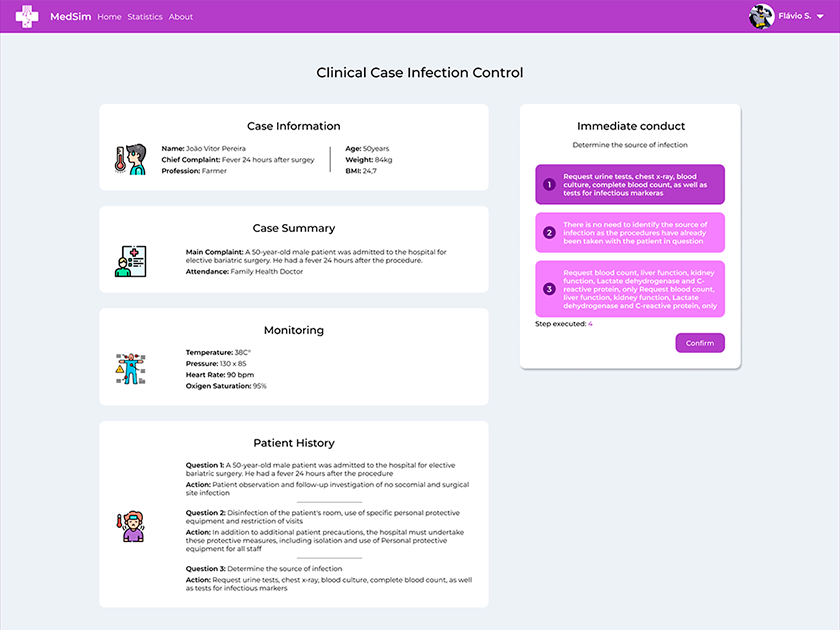 MedSim Home Statistics About
Flávio S.
Clinical Case Infection Control
Case Information
Name: João Vitor Pereira
Chief Complaint: Fever 24 hours after surgey
Profession: Farmer
Age: 50years
Weight: 84kg
BMI: 24,7
Case Summary
Main Complaint: A 50-year-old male patient was admitted to the hospital for
elective bariatric surgery. He had a fever 24 hours after the procedure.
Attendance: Family Health Doctor
Monitoring
Temperature: 38C°
Pressure: 130 x 85
Heart Rate: 90 bpm
Oxigen Saturation: 95%
Patient History
Question 1: A 50-year-old male patient was admitted to the hospital for elective
bariatric surgery. He had a fever 24 hours after the procedure
Action: Patient observation and follow-up investigation of no socomial and surgical
site infection
Question 2: Disinfection of the patient's room, use of specific personal protective
equipment and restriction of visits
Action: In addition to additional patient precautions, the hospital must undertake
these protective measures, including isolation and use of Personal protective
equipment for all staff
Question 3: Determine the source of infection
Action: Request urine tests, chest x-ray, blood culture, complete blood count, as well
as tests for infectious markers
Immediate conduct
Determine the source of infection
1
Request urine tests, chest x-ray, blood
culture, complete blood count, as well as
tests for infectious markeras
2
There is no need to identify the source of
infection as the procedures have already
been taken with the patient in question
3
Request blood count, liver function, kidney
function, Lactate dehydrogenase and C-
reactive protein, only Request blood count,
liver function, kidney function, Lactate
dehydrogenase and C-reactive protein, only
Step executed: 4
Confirm